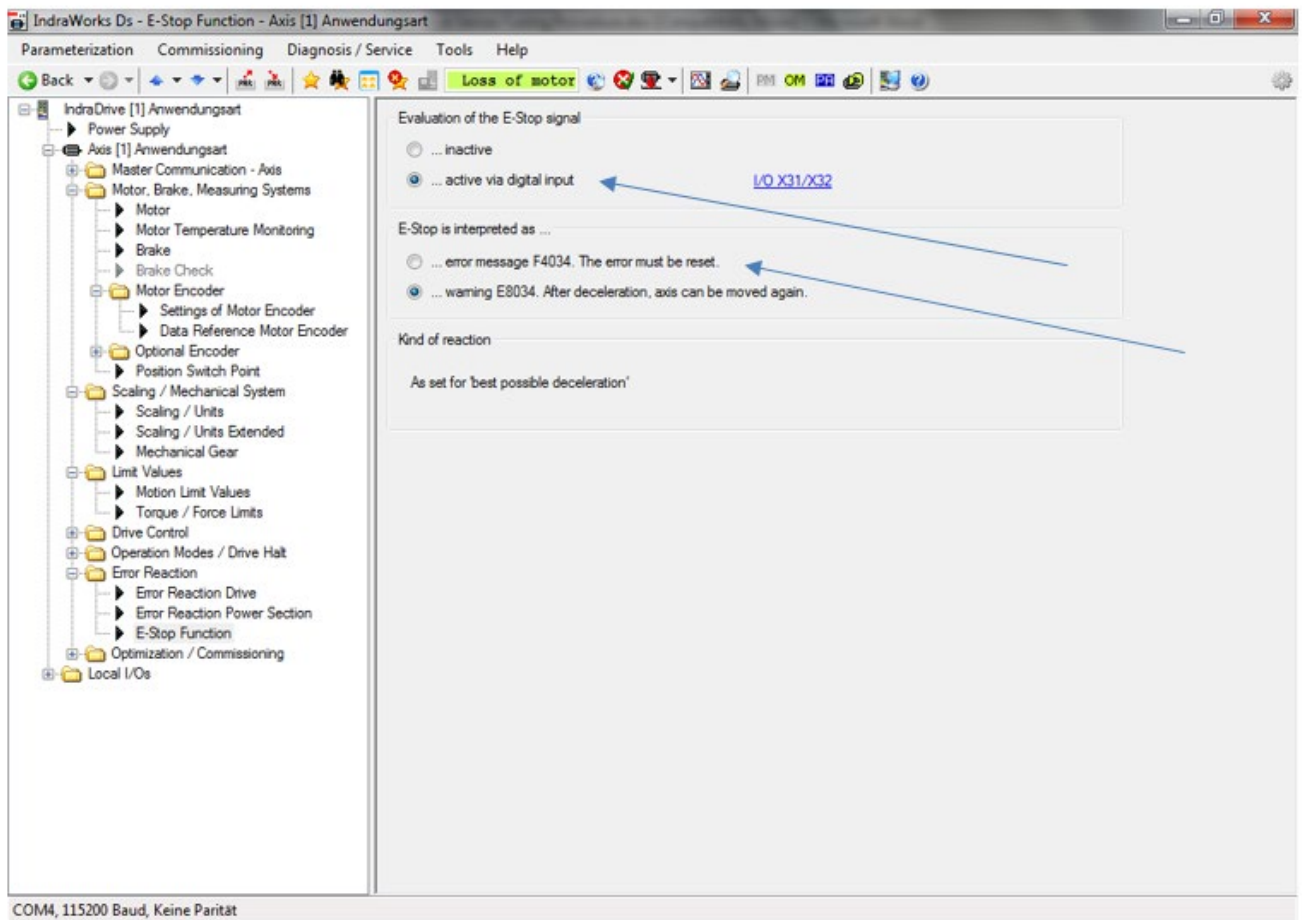 IndraWorks Ds - E-Stop Function - Axis [1] Anwendungsart
Parameterization Commissioning Diagnosis / Service Tools Help
Back Loss of motor PM OM
IndraDrive [1] Anwendungsart
Power Supply
Axis [1] Anwendungsart
Master Communication - Axis
Motor, Brake, Measuring Systems
Motor
Motor Temperature Monitoring
Brake
Brake Check
Motor Encoder
Settings of Motor Encoder
Data Reference Motor Encoder
Optional Encoder
Position Switch Point
Scaling / Mechanical System
Scaling / Units
Scaling / Units Extended
Mechanical Gear
Limit Values
Motion Limit Values
Torque / Force Limits
Drive Control
Operation Modes / Drive Halt
Error Reaction
Error Reaction Drive
Error Reaction Power Section
E-Stop Function
Optimization / Commissioning
Local I/Os
Evaluation of the E-Stop signal
... inactive
... active via digital input I/O X31/X32
E-Stop is interpreted as ...
... error message F4034. The error must be reset.
... warning E8034. After deceleration, axis can be moved again.
Kind of reaction
As set for 'best possible deceleration'
COM4, 115200 Baud, Keine Parität